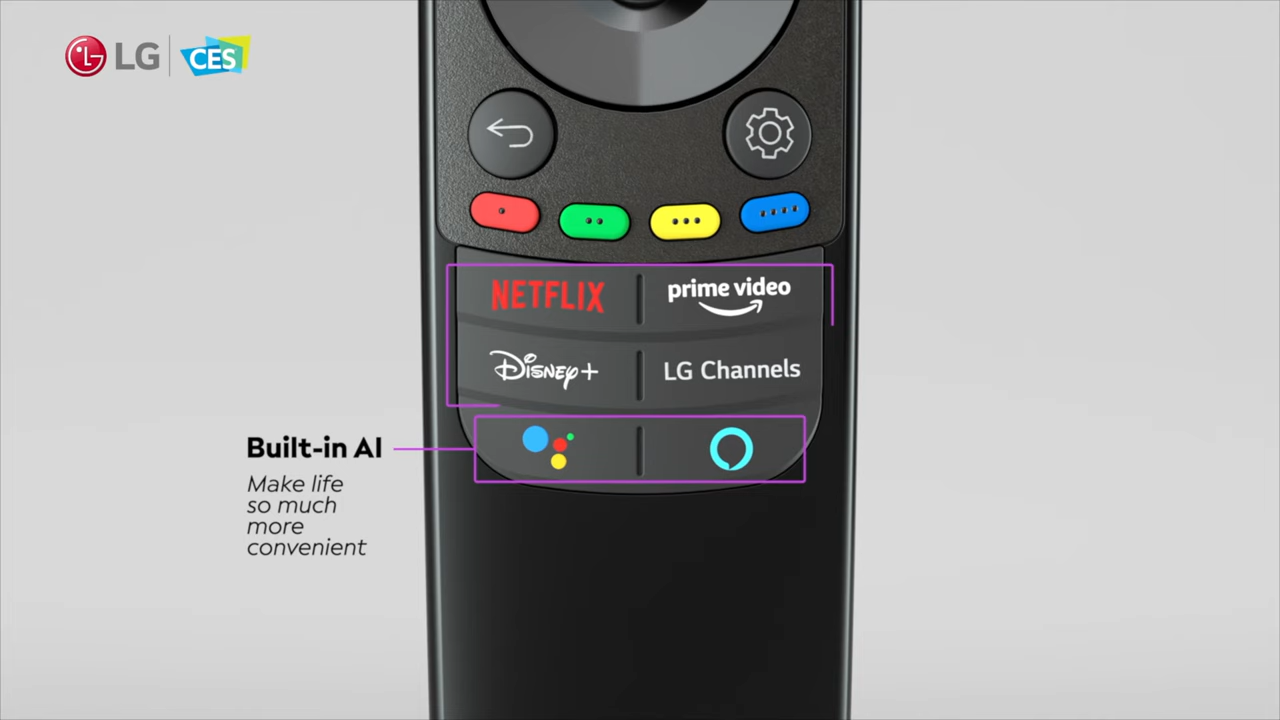 LG
CES
NETFLIX
prime video
Disney+
LG Channels
Built-in AI
Make life
so much
more
convenient